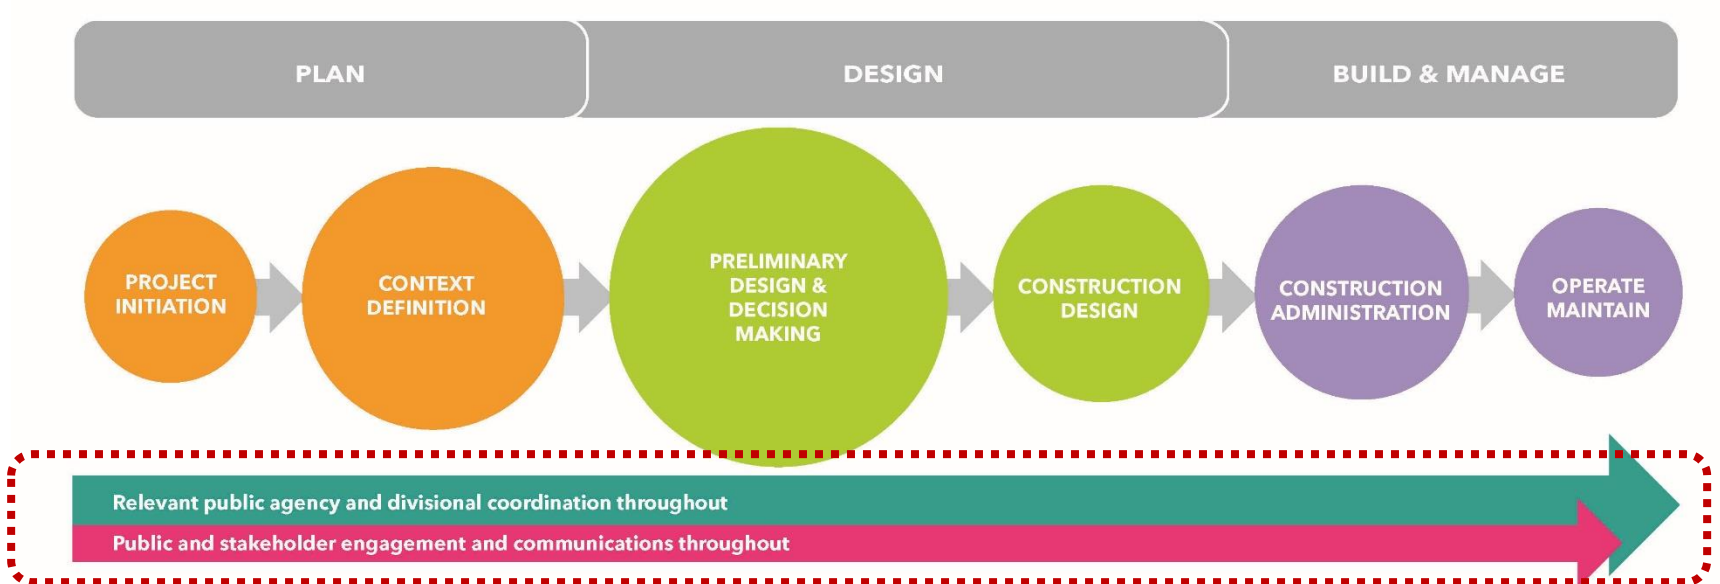 PLAN
DESIGN
BUILD & MANAGE
PROJECT
INITIATION
CONTEXT
DEFINITION
PRELIMINARY
DESIGN &
DECISION
MAKING
CONSTRUCTION
DESIGN
CONSTRUCTION
ADMINISTRATION
OPERATE
MAINTAIN
Relevant public agency and divisional coordination throughout
Public and stakeholder engagement and communications throughout